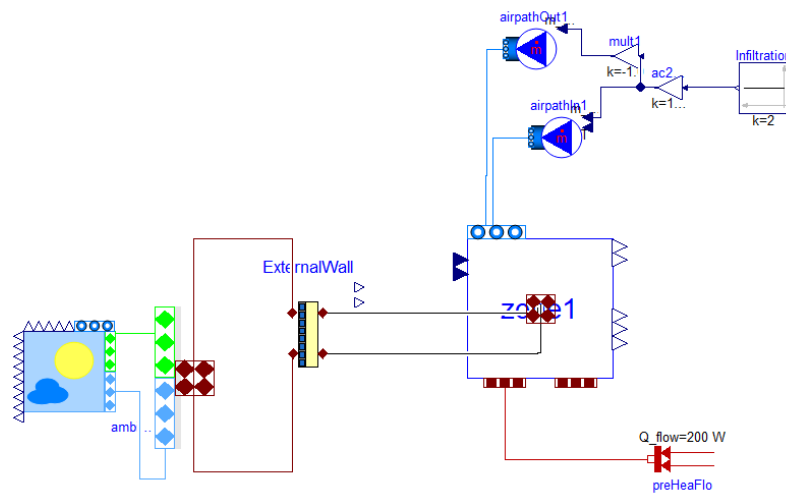 airpathOut1
m ...
mult1
k=-1...
ac2...
k=1...
Infiltration
k=2
airpathIn1
m
m
m
ExternalWall
zone1
amb ...
Q_flow=200 W
preHeaFlo